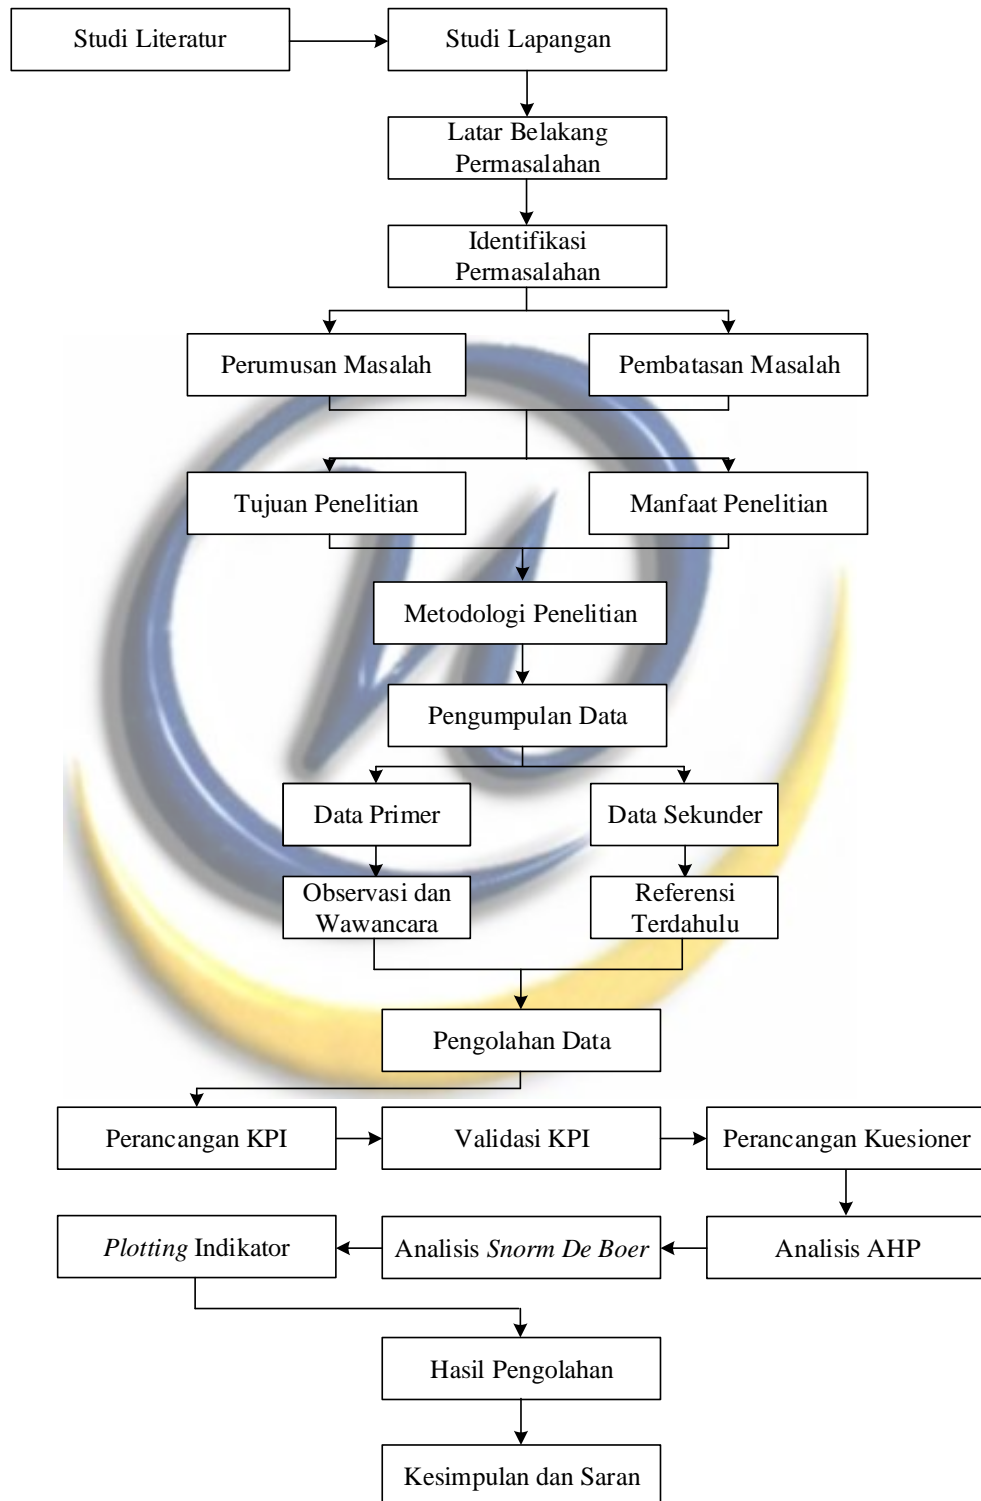 Studi Literatur
Studi Lapangan
Latar Belakang
Permasalahan
Identifikasi
Permasalahan
Perumusan Masalah
Pembatasan Masalah
Tujuan Penelitian
Manfaat Penelitian
Metodologi Penelitian
Pengumpulan Data
Data Primer
Data Sekunder
Observasi dan
Wawancara
Referensi
Terdahulu
Pengolahan Data
Perancangan KPI
Validasi KPI
Perancangan Kuesioner
Plotting Indikator
Analisis Snorm De Boer
Analisis AHP
Hasil Pengolahan
Kesimpulan dan Saran